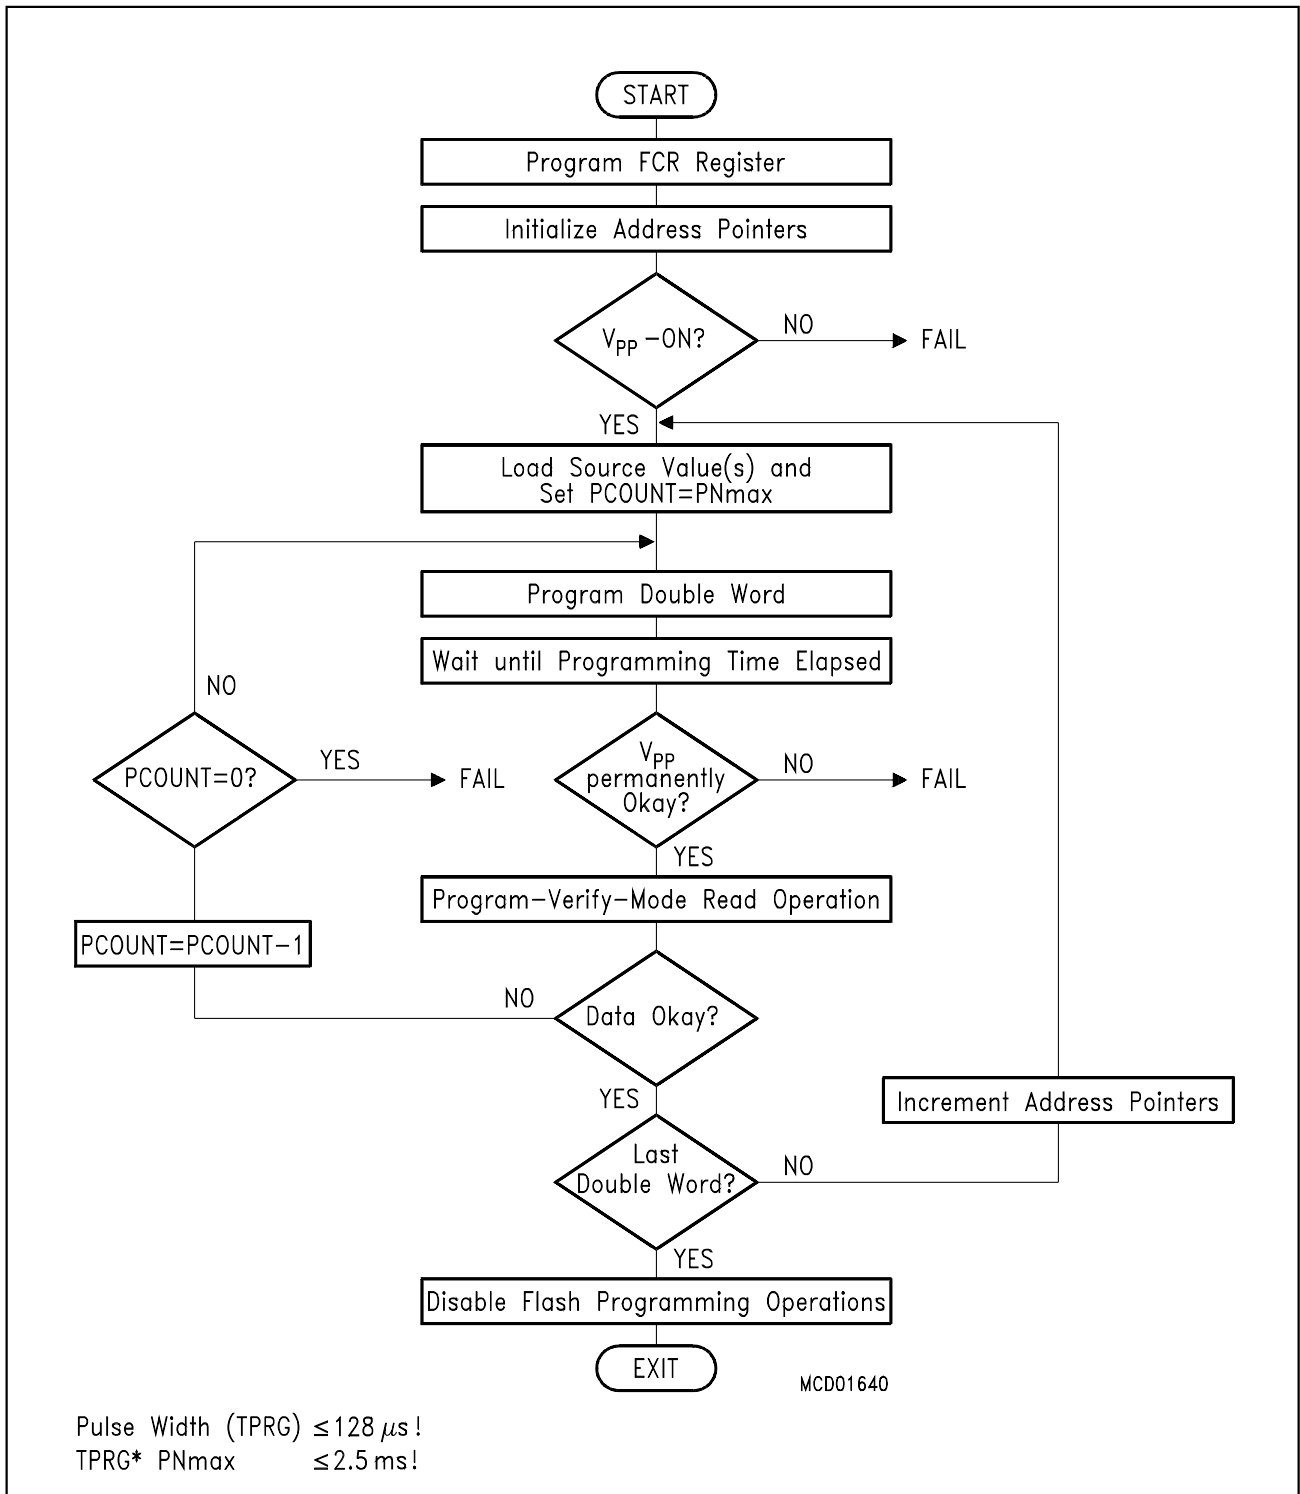 START
Program FCR Register
Initialize Address Pointers
VPP -ON?
NO
FAIL
YES
Load Source Value(s) and
Set PCOUNT=PNmax
Program Double Word
Wait until Programming Time Elapsed
NO
PCOUNT=0?
YES
FAIL
VPP
permanently
Okay?
NO
FAIL
YES
Program-Verify-Mode Read Operation
PCOUNT=PCOUNT-1
NO
Data Okay?
YES
Increment Address Pointers
Last
Double Word?
NO
YES
Disable Flash Programming Operations
EXIT
MCD01640
Pulse Width (TPRG) ≤128 μs!
TPRG* PNmax ≤2.5 ms!